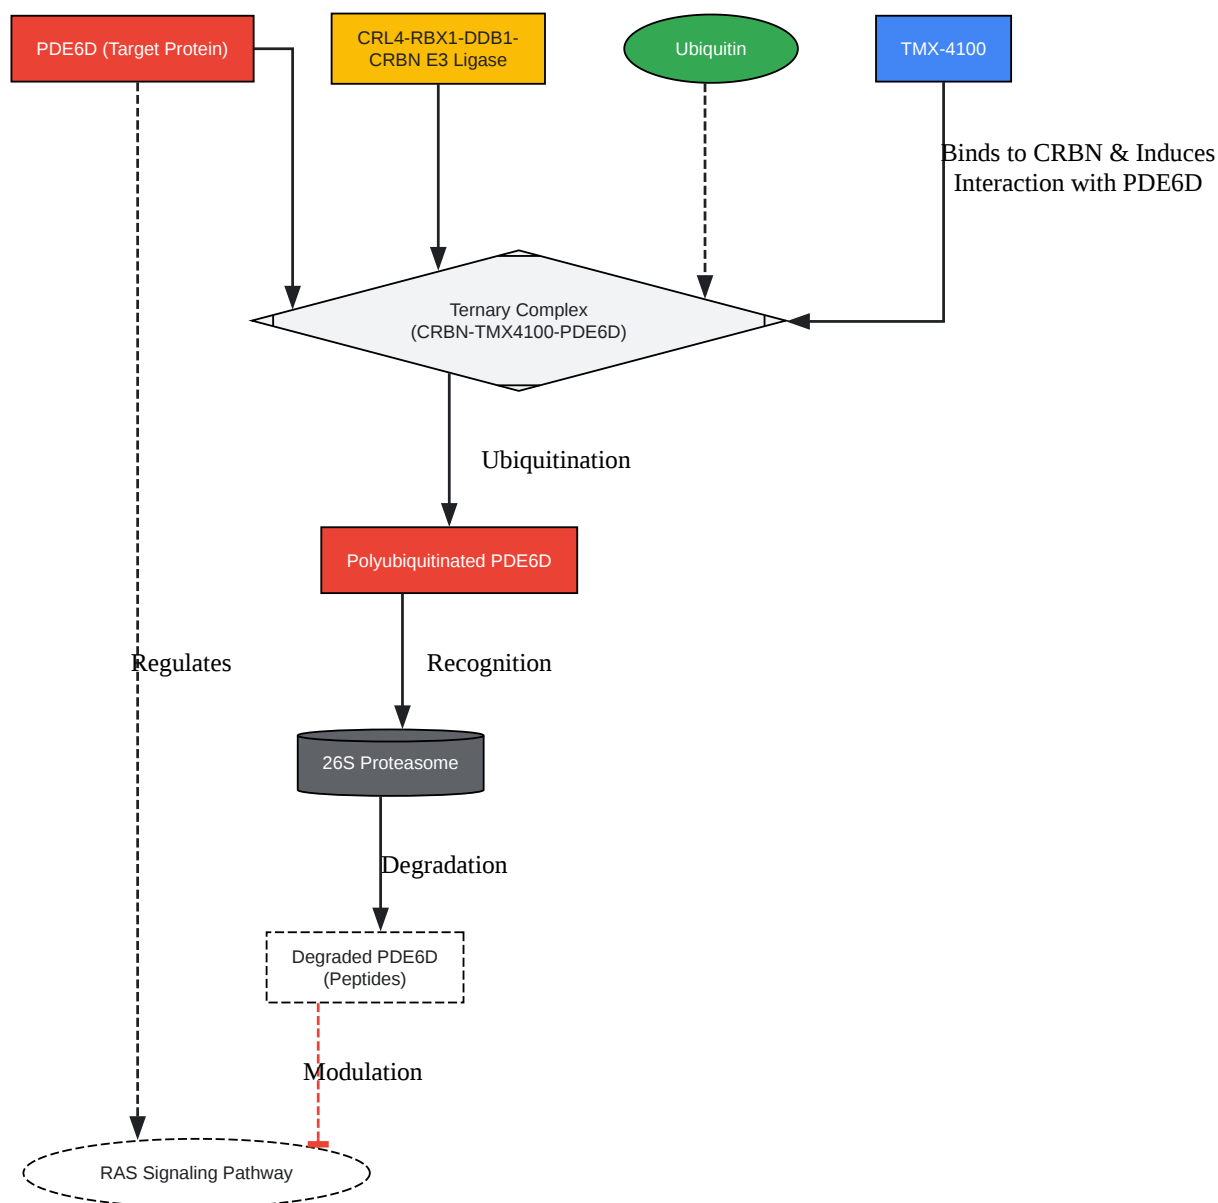 PDE6D (Target Protein)
CRL4-RBX1-DDB1-
CRBN E3 Ligase
Ubiquitin
TMX-4100
Binds to CRBN & Induces
Interaction with PDE6D
Ternary Complex
(CRBN-TMX4100-PDE6D)
Ubiquitination
Polyubiquitinated PDE6D
Regulates
Recognition
26S Proteasome
Degradation
Degraded PDE6D
(Peptides)
Modulation
RAS Signaling Pathway